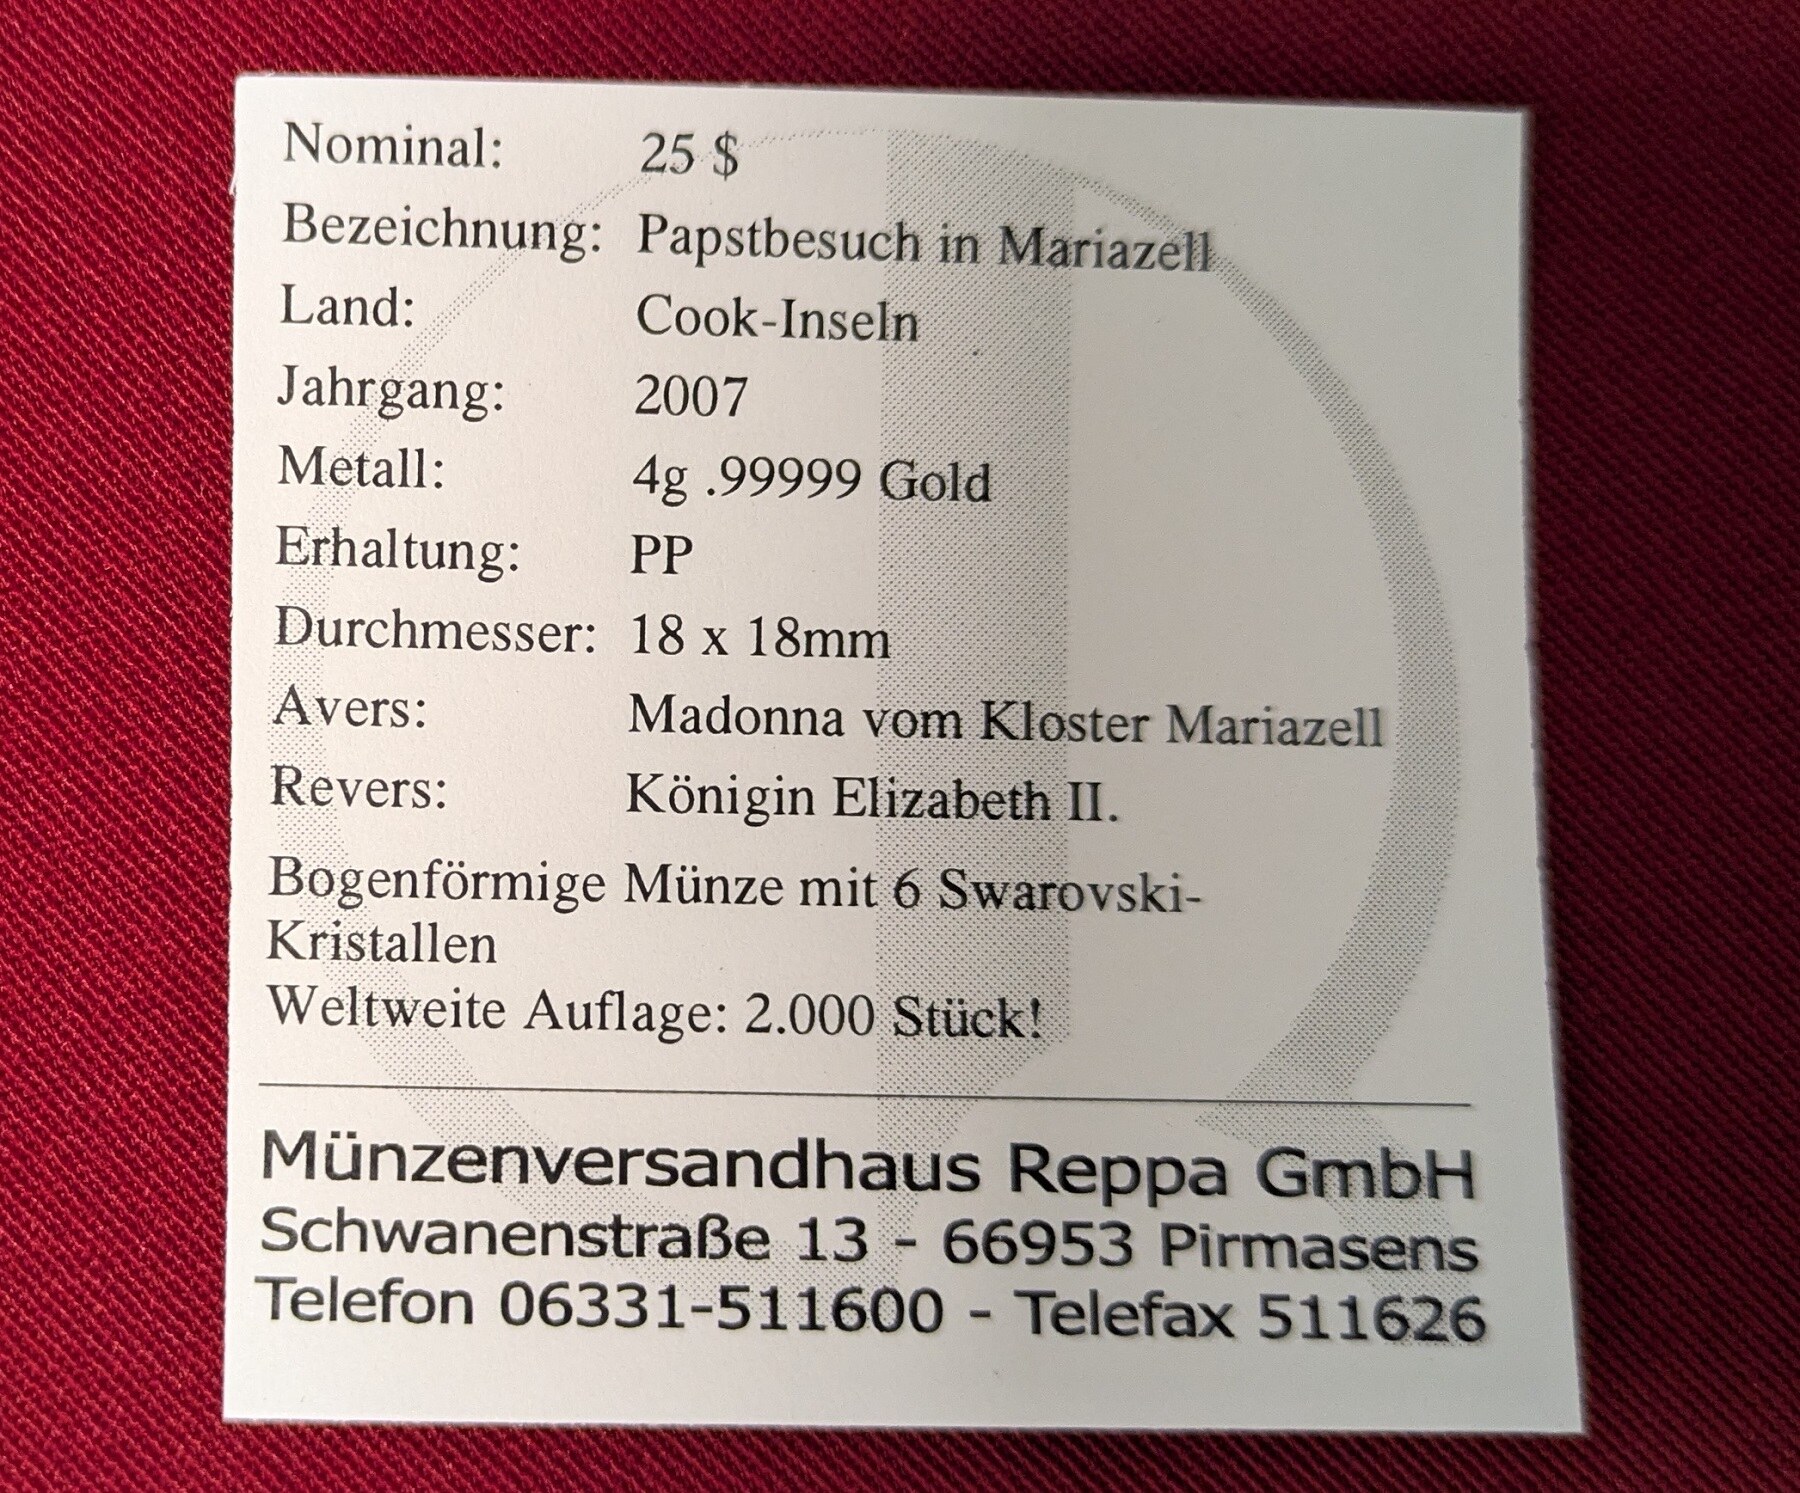 Nominal: 25 $
Bezeichnung: Papstbesuch in Mariazell
Land: Cook-Inseln
Jahrgang: 2007
Metall: 4g .99999 Gold
Erhaltung: PP
Durchmesser: 18 x 18mm
Avers: Madonna vom Kloster Mariazell
Revers: Königin Elizabeth II.
Bogenförmige Münze mit 6 Swarovski-
Kristallen
Weltweite Auflage: 2.000 Stück!
Münzenversandhaus Reppa GmbH
Schwanenstraße 13 - 66953 Pirmasens
Telefon 06331-511600 - Telefax 511626